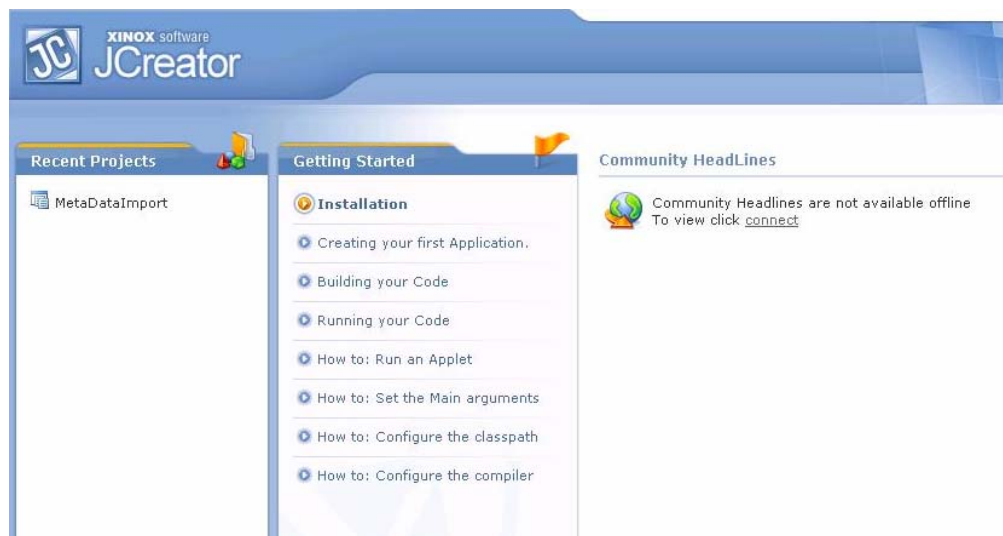 JC
XINOX software
JCreator
Recent Projects
MetaDataImport
Getting Started
Installation
Creating your first Application.
Building your Code
Running your Code
How to: Run an Applet
How to: Set the Main arguments
How to: Configure the classpath
How to: Configure the compiler
Community HeadLines
Community Headlines are not available offline
To view click connect